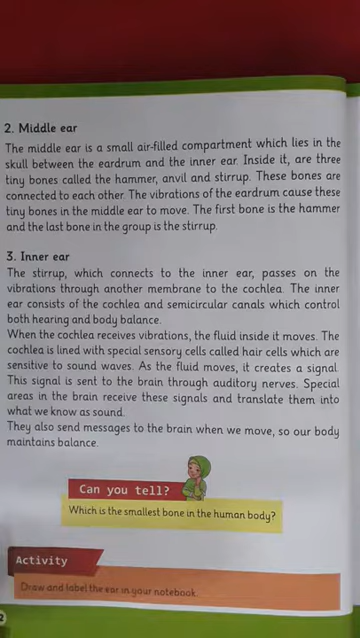 2. Middle ear
The middle ear is a small air-filled compartment which lies in the
skull between the eardrum and the inner ear. Inside it, are three
tiny bones called the hammer, anvil and stirrup. These bones are
connected to each other. The vibrations of the eardrum cause these
tiny bones in the middle ear to move. The first bone is the hammer
and the last bone in the group is the stirrup.
3. Inner ear
The stirrup, which connects to the inner ear, passes on the
vibrations through another membrane to the cochlea. The inner
ear consists of the cochlea and semicircular canals which control
both hearing and body balance.
When the cochlea receives vibrations, the fluid inside it moves. The
cochlea is lined with special sensory cells called hair cells which are
sensitive to sound waves. As the fluid moves, it creates a signal.
This signal is sent to the brain through auditory nerves. Special
areas in the brain receive these signals and translate them into
what we know as sound.
They also send messages to the brain when we move, so our body
maintains balance.
Can you tell?
Which is the smallest bone in the human body?
Activity
Draw and label the ear in your notebook.
2